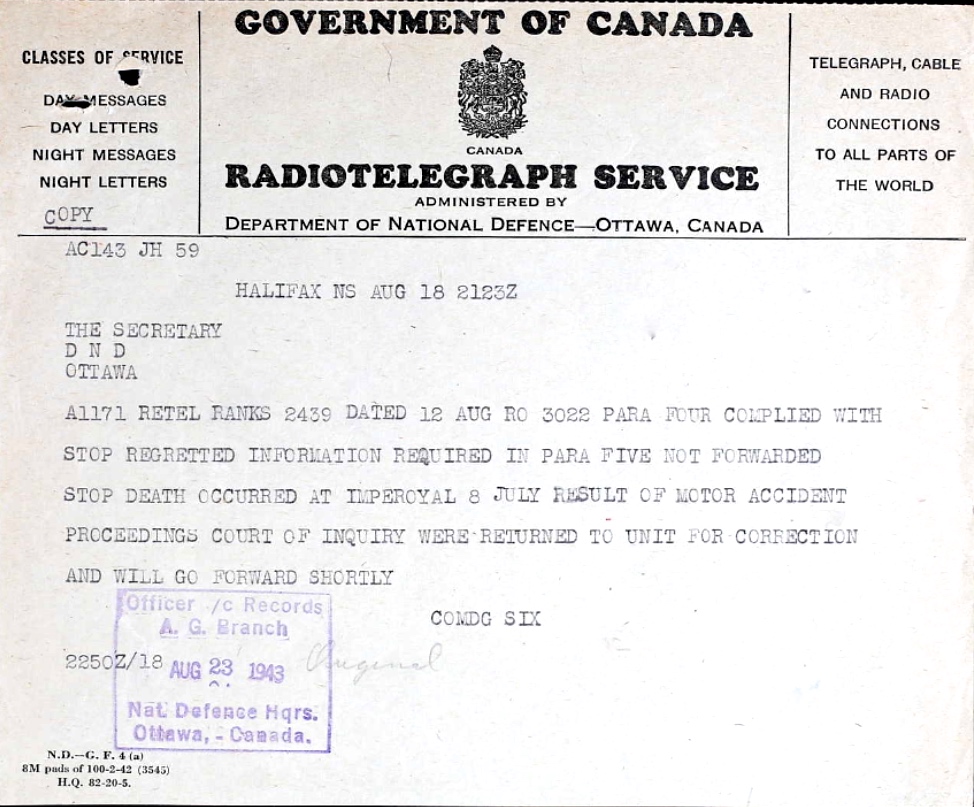 GOVERNMENT OF CANADA
CLASSES OF SERVICE
DAY MESSAGES
DAY LETTERS
NIGHT MESSAGES
NIGHT LETTERS
COPY
CANADA
RADIOTELEGRAPH SERVICE
ADMINISTERED BY
DEPARTMENT OF NATIONAL DEFENCE—OTTAWA, CANADA
TELEGRAPH, CABLE
AND RADIO
CONNECTIONS
TO ALL PARTS OF
THE WORLD
AC143 JH 59
HALIFAX NS AUG 18 2123Z
THE SECRETARY
D N D
OTTAWA
A1171 RETEL RANKS 2439 DATED 12 AUG RO 3022 PARA FOUR COMPLIED WITH
STOP REGRETTED INFORMATION REQUIRED IN PARA FIVE NOT FORWARDED
STOP DEATH OCCURRED AT IMPEROYAL 8 JULY RESULT OF MOTOR ACCIDENT
PROCEEDINGS COURT OF INQUIRY WERE RETURNED TO UNIT FOR CORRECTION
AND WILL GO FORWARD SHORTLY
COMDG SIX
2250Z/18
Officer /c Records
A. G. Branch
AUG 23 1943
Nat. Defence Hqrs.
Ottawa, - Canada.
Original
N.D.—G. F. 4 (a)
8M pads of 100-2-42 (3545)
H.Q. 82-20-5.